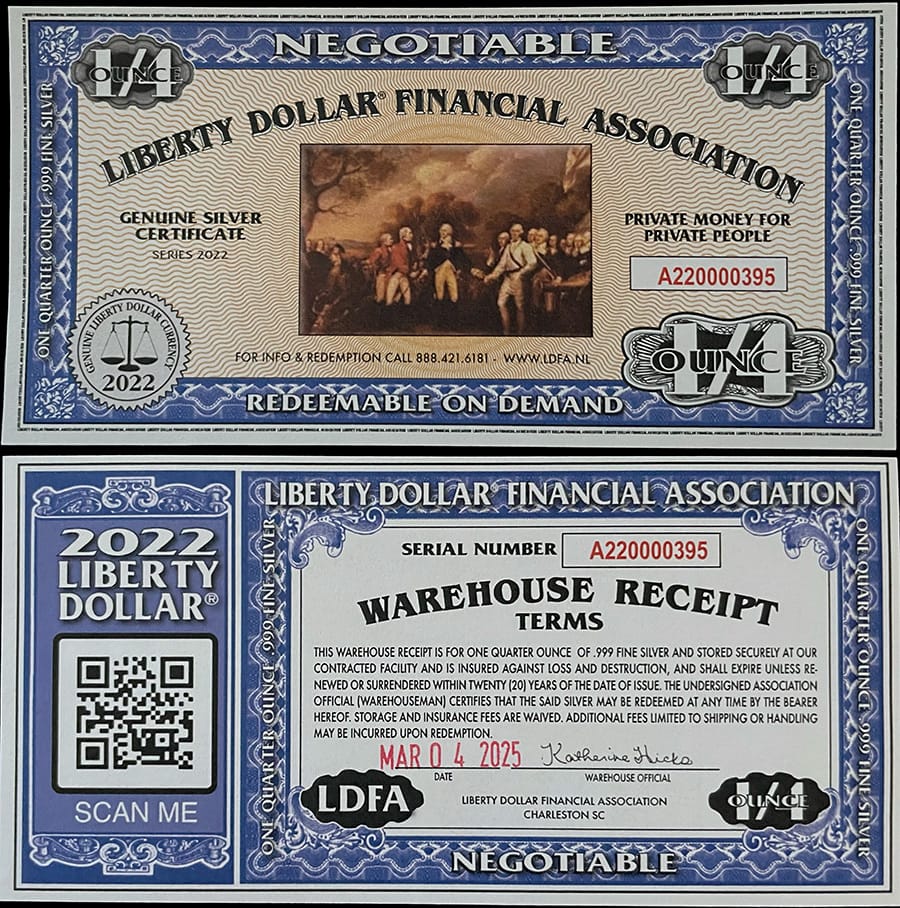 NEGOTIABLE
1/4
OUNCE
1/4
OUNCE
LIBERTY DOLLAR® FINANCIAL ASSOCIATION
ONE QUARTER OUNCE .999 FINE SILVER
ONE QUARTER OUNCE .999 FINE SILVER
GENUINE SILVER
CERTIFICATE
SERIES 2022
PRIVATE MONEY FOR
PRIVATE PEOPLE
A220000395
GENUINE LIBERTY DOLLAR CURRENCY
2022
FOR INFO & REDEMPTION CALL 888.421.6181 - WWW.LDFA.NL
1/4
OUNCE
REDEEMABLE ON DEMAND
2022
LIBERTY
DOLLAR®
SCAN ME
LIBERTY DOLLAR® FINANCIAL ASSOCIATION
ONE QUARTER OUNCE .999 FINE SILVER
ONE QUARTER OUNCE .999 FINE SILVER
SERIAL NUMBER A220000395
WAREHOUSE RECEIPT
TERMS
THIS WAREHOUSE RECEIPT IS FOR ONE QUARTER OUNCE OF .999 FINE SILVER AND STORED SECURELY AT OUR
CONTRACTED FACILITY AND IS INSURED AGAINST LOSS AND DESTRUCTION, AND SHALL EXPIRE UNLESS RE-
NEWED OR SURRENDERED WITHIN TWENTY (20) YEARS OF THE DATE OF ISSUE. THE UNDERSIGNED ASSOCIATION
OFFICIAL (WAREHOUSEMAN) CERTIFIES THAT THE SAID SILVER MAY BE REDEEMED AT ANY TIME BY THE BEARER
HEREOF. STORAGE AND INSURANCE FEES ARE WAIVED. ADDITIONAL FEES LIMITED TO SHIPPING OR HANDLING
MAY BE INCURRED UPON REDEMPTION.
MAR 04 2025 Katherine Hicks
DATE WAREHOUSE OFFICIAL
LDFA
LIBERTY DOLLAR FINANCIAL ASSOCIATION
CHARLESTON SC
1/4
OUNCE
NEGOTIABLE